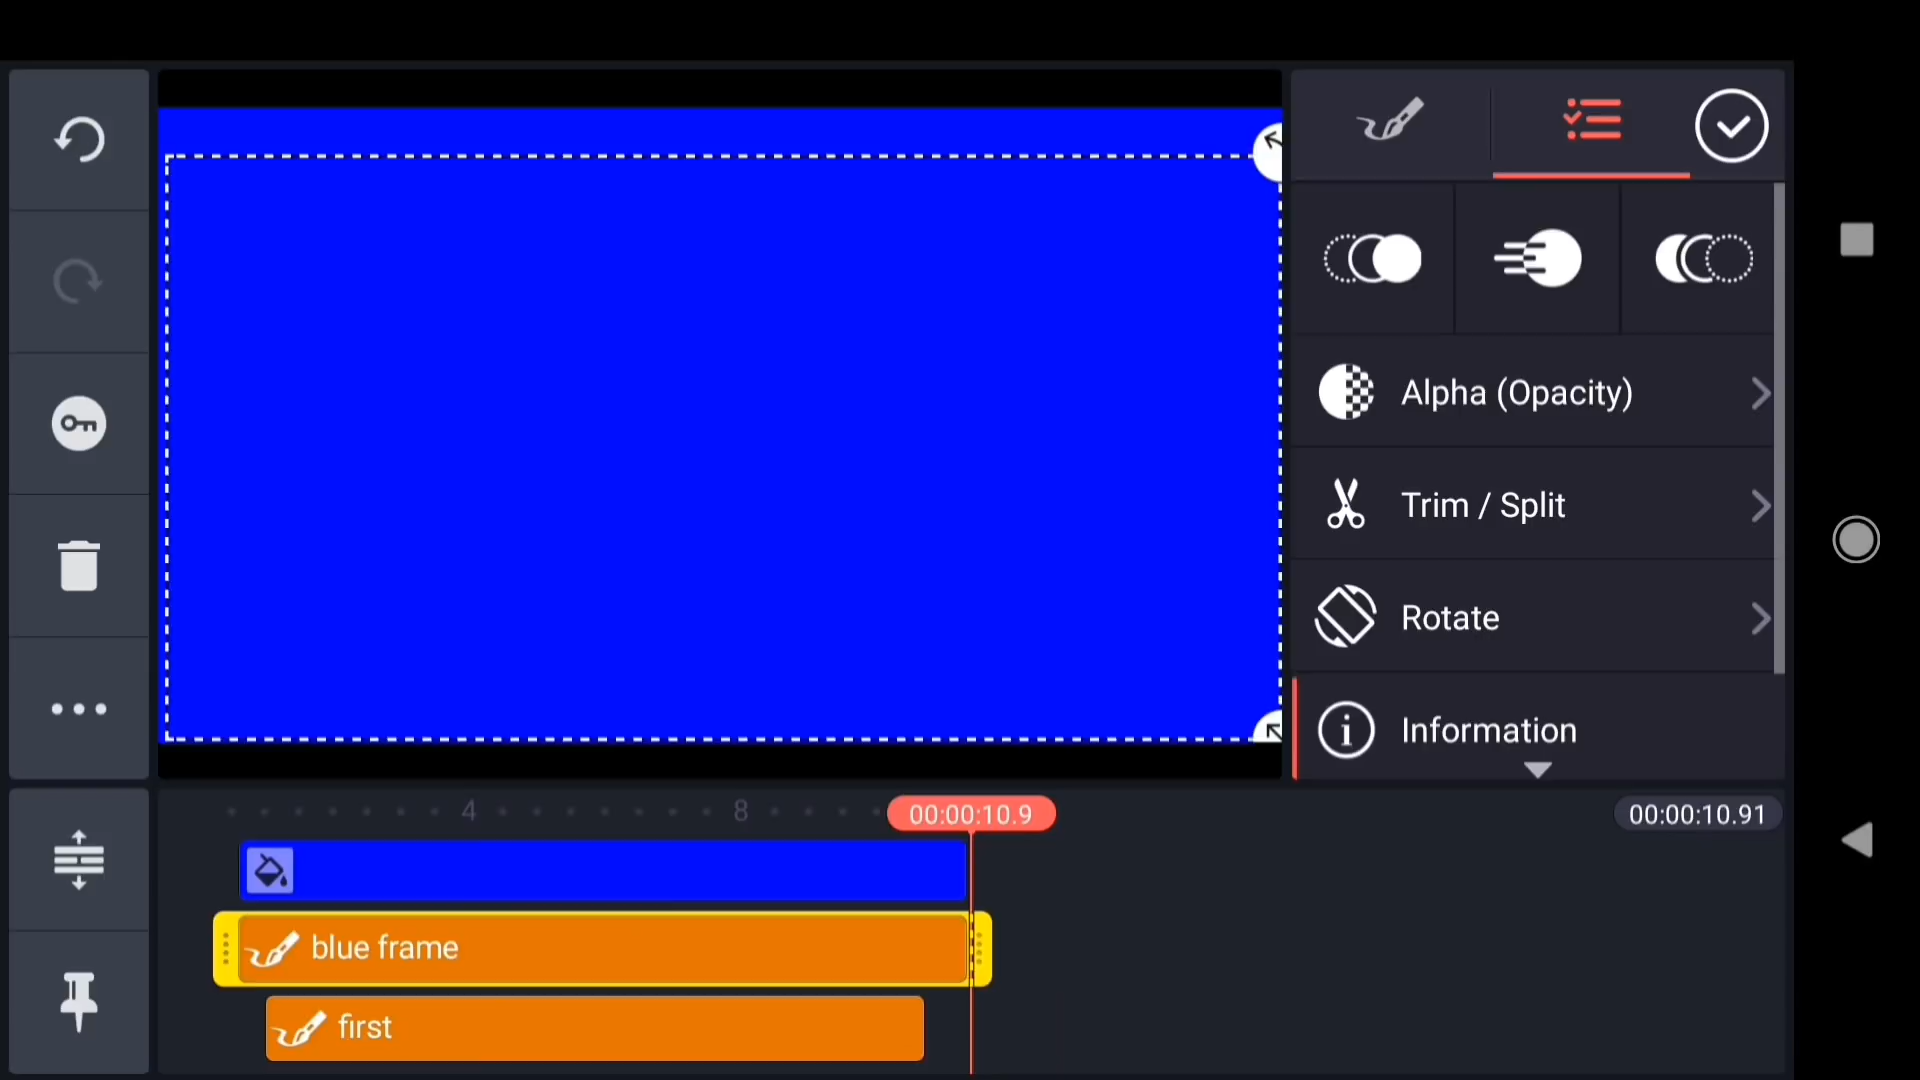 Alpha (Opacity)
Trim / Split
Rotate
Information
4
8
00:00:10.9
00:00:10.91
blue frame
first